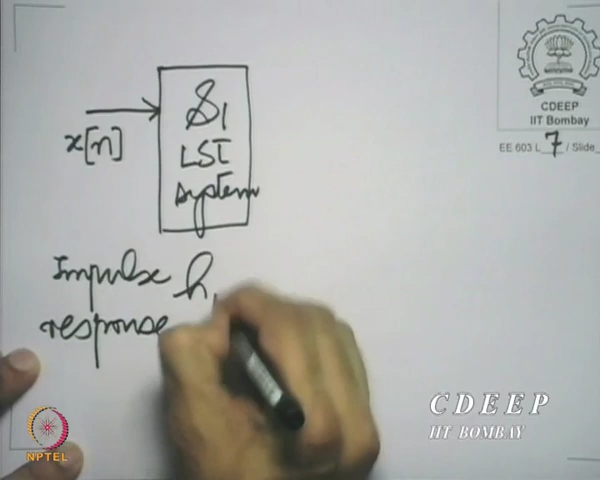 x[n]
S1
LSI
system
Impulse h1
response
CDEEP
IIT Bombay
EE 603 L 7 / Slide
CDEEP
IIT BOMBAY
NPTEL